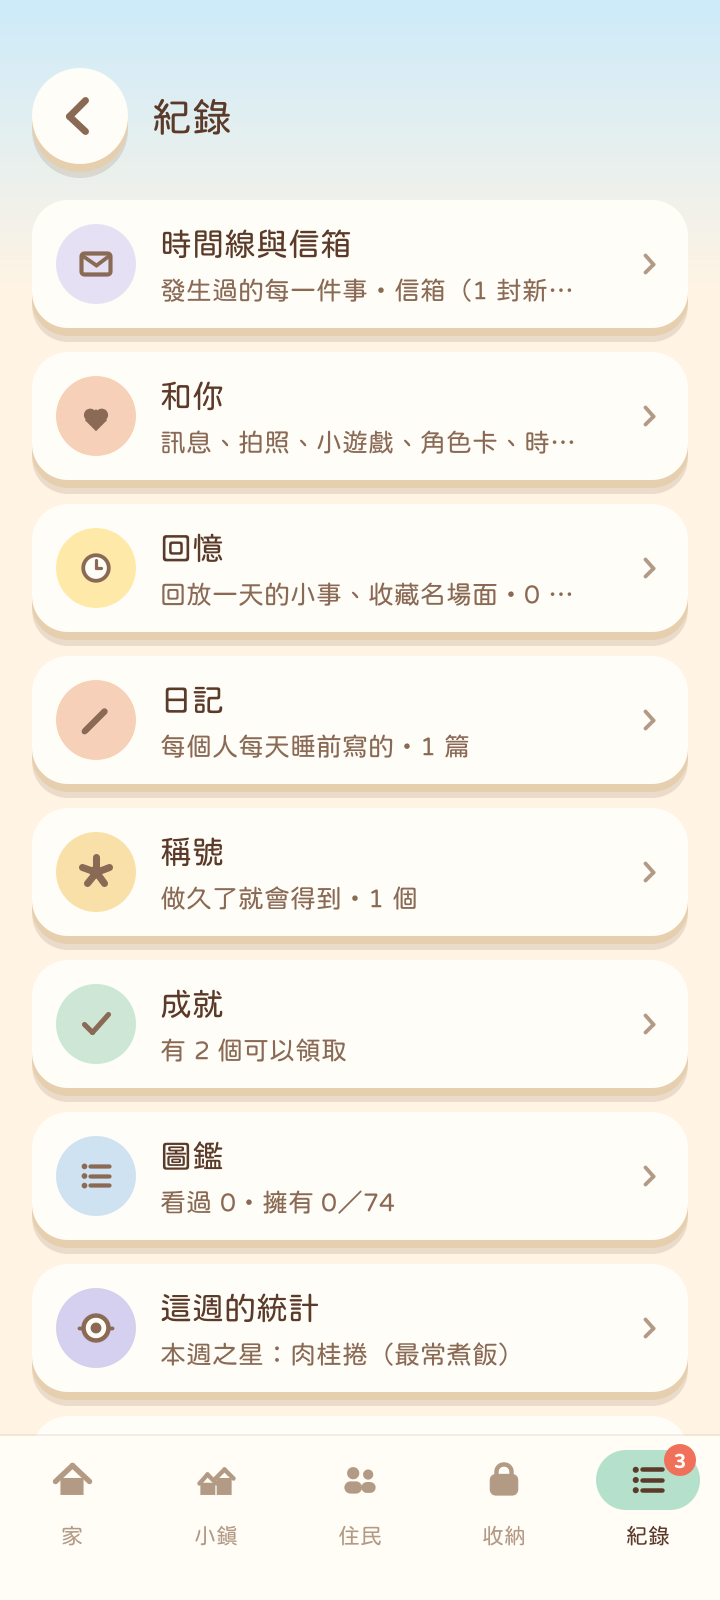 紀錄
時間線與信箱
發生過的每一件事・信箱（1 封新…
和你
訊息、拍照、小遊戲、角色卡、時…
回憶
回放一天的小事、收藏名場面・0 …
日記
每個人每天睡前寫的・1 篇
稱號
做久了就會得到・1 個
成就
有 2 個可以領取
圖鑑
看過 0・擁有 0／74
這週的統計
本週之星：肉桂捲（最常煮飯）
3
家
小鎮
住民
收納
紀錄